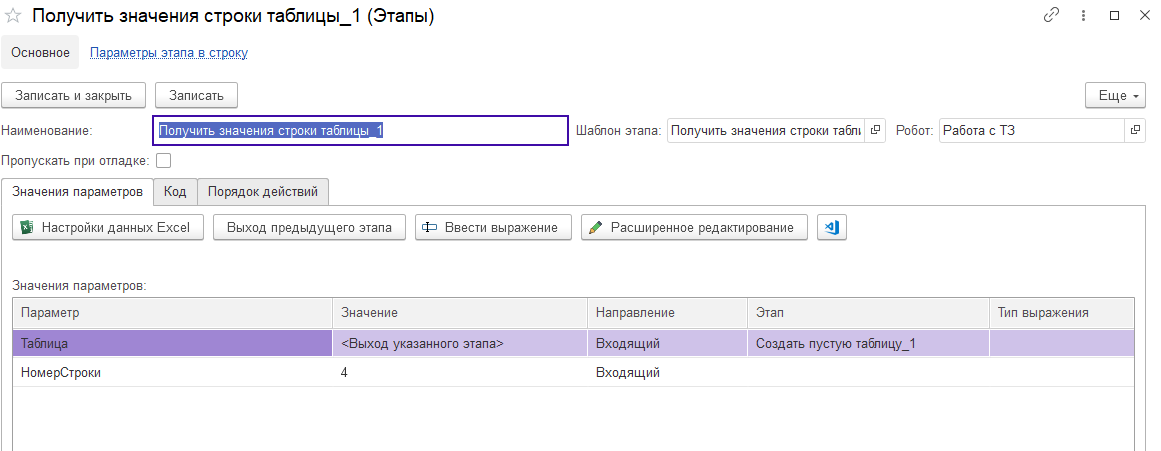 Получить значения строки таблицы_1 (Этапы)
Основное Параметры этапа в строку
Записать и закрыть Записать Еще
Наименование: Получить значения строки таблицы_1 Шаблон этапа: Получить значения строки табли Робот: Работа с ТЗ
Пропускать при отладке:
Значения параметров Код Порядок действий
Настройки данных Excel Выход предыдущего этапа Ввести выражение Расширенное редактирование
Значения параметров:
Параметр Значение Направление Этап Тип выражения
Таблица <Выход указанного этапа> Входящий Создать пустую таблицу_1
НомерСтроки 4 Входящий